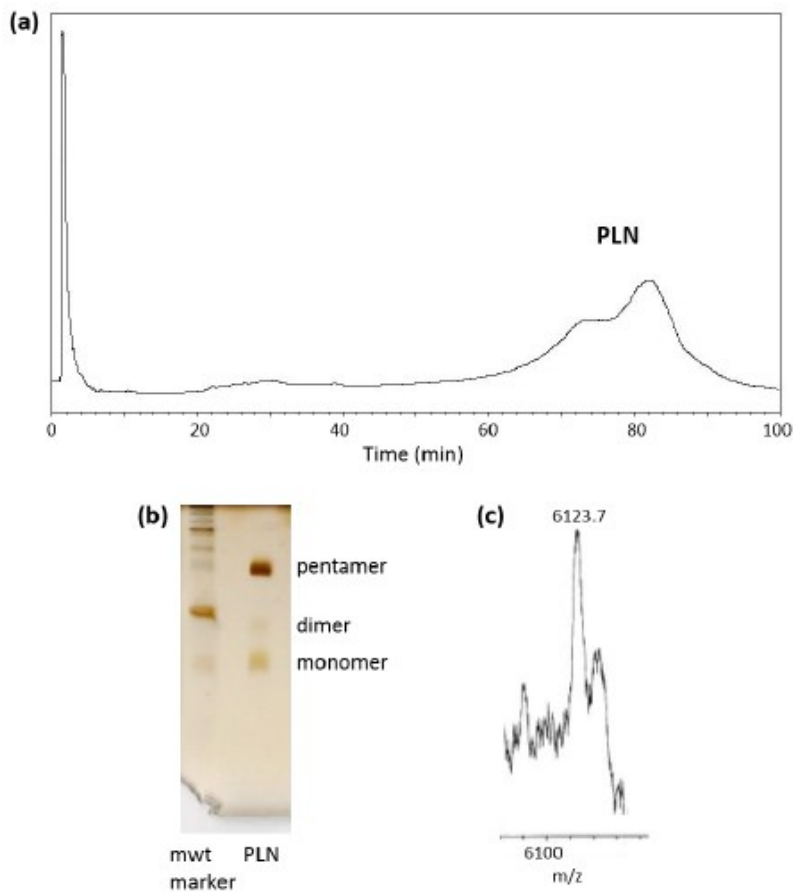 (a)
PLN
0 20 40 60 80 100
Time (min)
(b)
pentamer
dimer
monomer
mwt PLN
marker
(c)
6123.7
6100
m/z